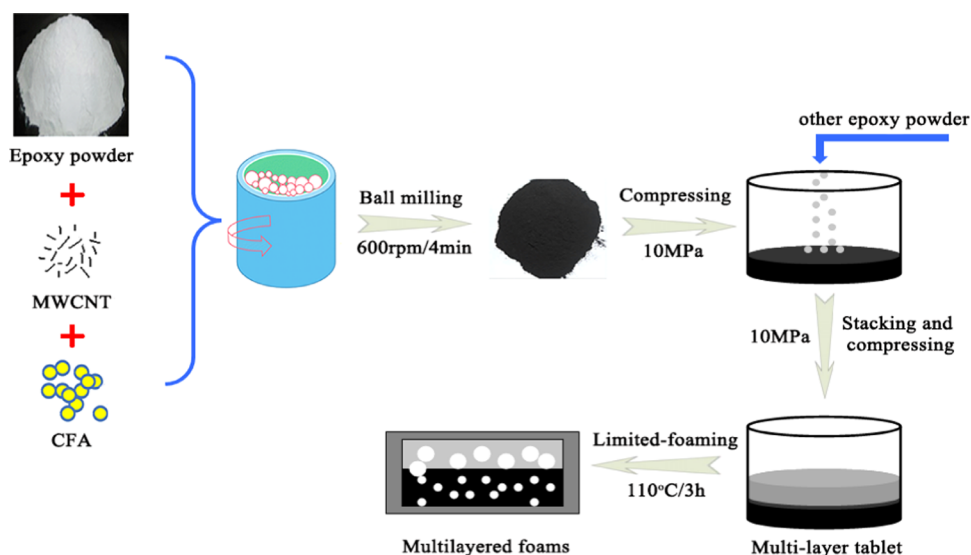 Epoxy powder
+
MWCNT
+
CFA
Ball milling
600rpm/4min
Compressing
10MPa
other epoxy powder
10MPa
Stacking and
compressing
Limited-foaming
110°C/3h
Multilayered foams
Multi-layer tablet